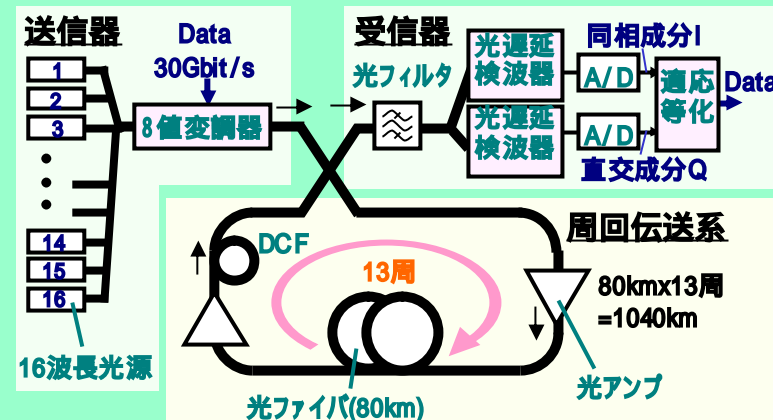 送信器
1
2
3
14
15
16
16波長光源
Data
30Gbit/s
8値変調器
受信器
光フィルタ
光遅延
検波器
光遅延
検波器
A/D
A/D
同相成分I
直交成分Q
適応
等化
Data
周回伝送系
DCF
13周
80kmx13周
=1040km
光アンプ
光ファイバ(80km)